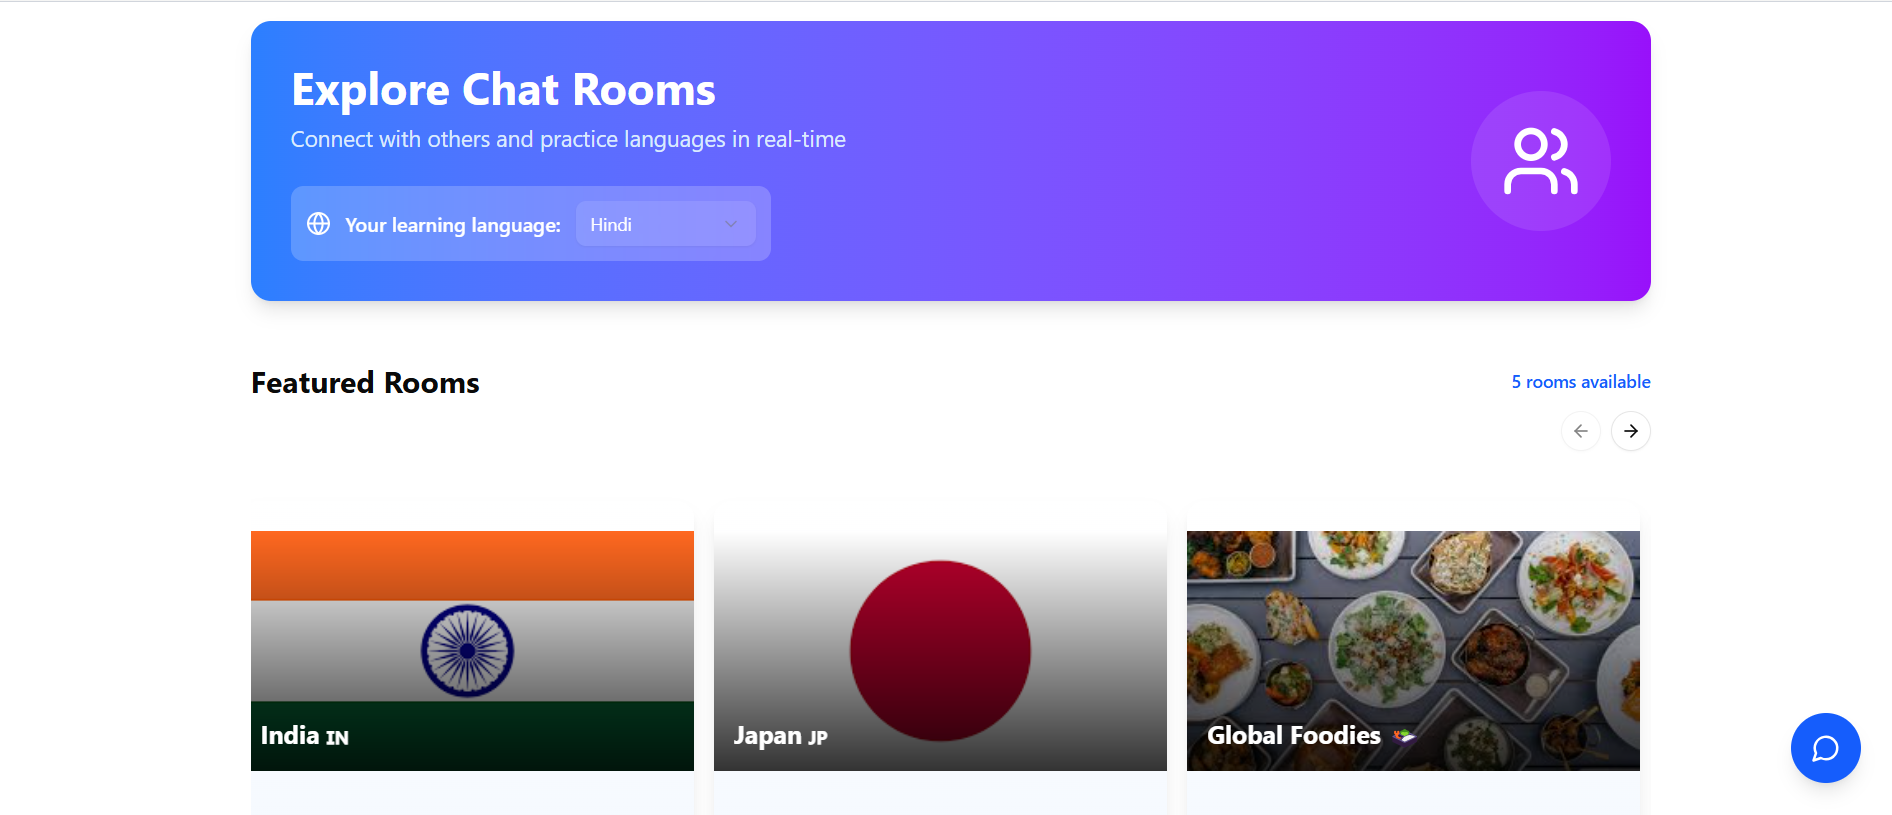 Explore Chat Rooms
Connect with others and practice languages in real-time
Your learning language: Hindi
Featured Rooms
5 rooms available
India IN
Japan JP
Global Foodies